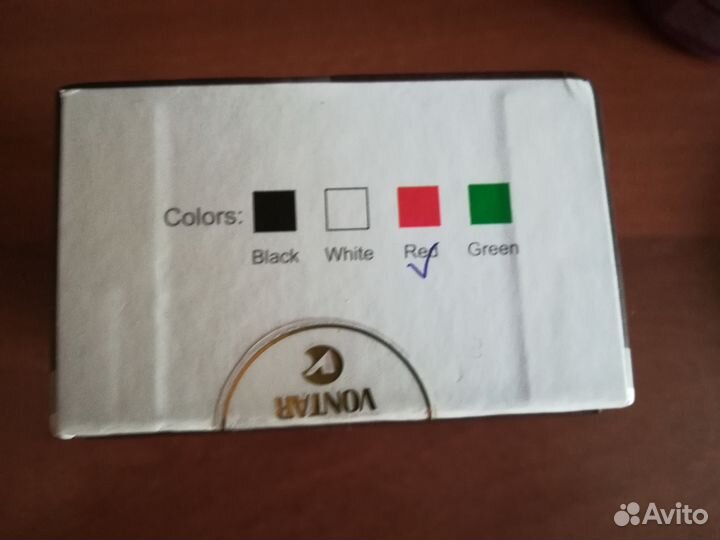 Colors:
Black White Red Green
VONTAR
Avito